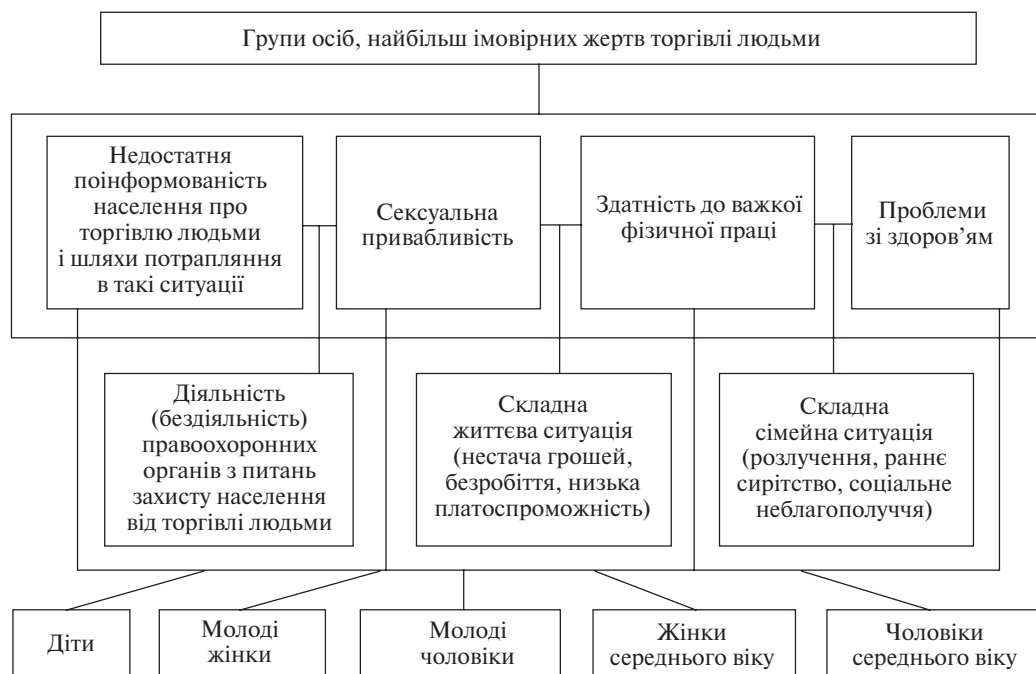 Групи осіб, найбільш імовірних жертв торгівлі людьми
Недостатня
поінформованість
населення про
торгівлю людьми
і шляхи потрапляння
в такі ситуації
Сексуальна
привабливість
Здатність до важкої
фізичної праці
Проблеми
зі здоров’ям
Діяльність
(бездіяльність)
правоохоронних
органів з питань
захисту населення
від торгівлі людьми
Складна
життєва ситуація
(нестача грошей,
безробіття, низька
платоспроможність)
Складна
сімейна ситуація
(розлучення, раннє
сирітство, соціальне
неблагополуччя)
Діти
Молоді
жінки
Молоді
чоловіки
Жінки
середнього віку
Чоловіки
середнього віку